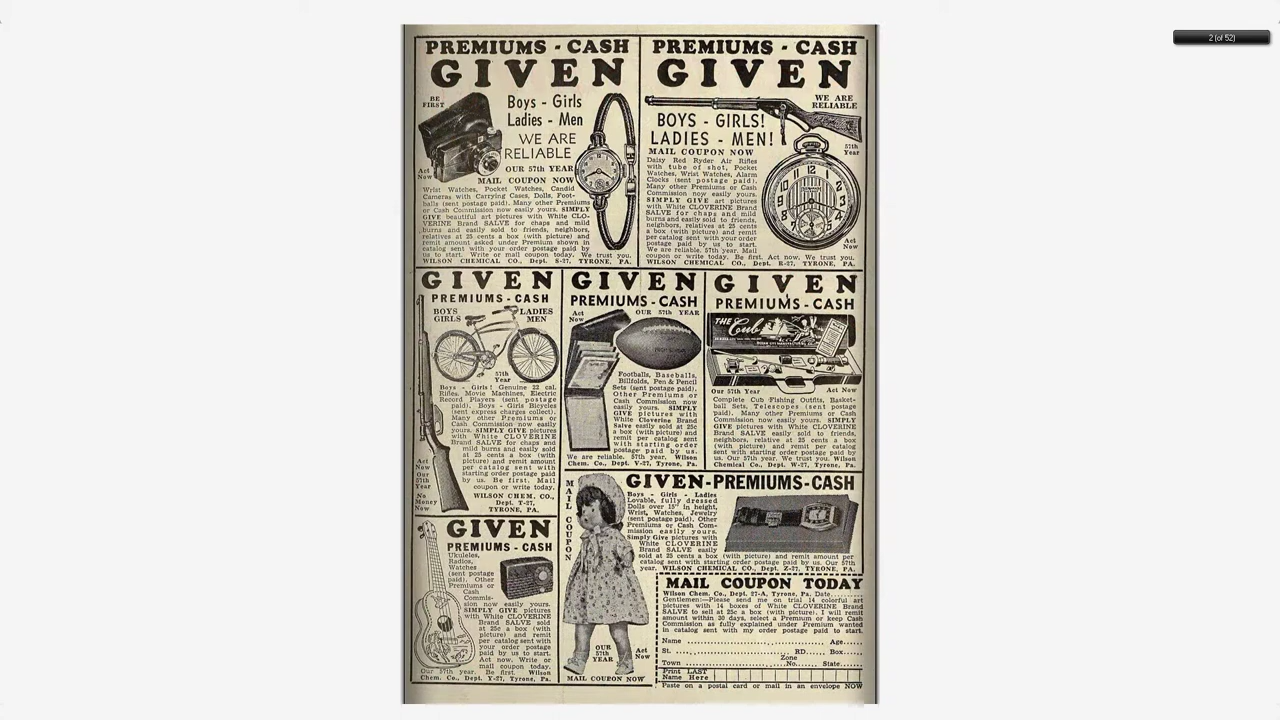 2 (of 52)
PREMIUMS - CASH
GIVEN
BE
FIRST
Boys - Girls
Ladies - Men
WE ARE
RELIABLE
OUR 57th YEAR
Act
Now
MAIL COUPON NOW
Wrist Watches, Pocket Watches, Candid
Cameras with Carrying Cases, Dolls, Foot-
balls (sent postage paid). Many other Premiums
or Cash Commission now easily yours. SIMPLY
GIVE beautiful art pictures with White CLO-
VERINE Brand SALVE for chaps and mild
burns and easily sold to friends, neighbors,
relatives at 25 cents a box (with picture) and
remit amount asked under Premium shown in
catalog sent with your order postage paid by
us to start. Write or mail coupon today. We trust you.
WILSON CHEMICAL CO., Dept. S-27, TYRONE, PA.
PREMIUMS - CASH
GIVEN
WE ARE
RELIABLE
BOYS - GIRLS!
LADIES - MEN!
57th
Year
MAIL COUPON NOW
Daisy Red Ryder Air Rifles
with tube of shot, Pocket
Watches, Wrist Watches, Alarm
Clocks (sent postage paid).
Many other Premiums or Cash
Commission now easily yours.
SIMPLY GIVE art pictures
with White CLOVERINE Brand
SALVE for chaps and mild
burns and easily sold to friends,
neighbors, relatives at 25 cents
a box (with picture) and remit
per catalog sent with your order
postage paid by us to start.
We are reliable. 57th year. Mail
coupon or write today. Be first. Act now. We trust you.
WILSON CHEMICAL CO., Dept. R-27, TYRONE, PA.
Act
Now
GIVEN
PREMIUMS - CASH
BOYS
GIRLS
LADIES
MEN
57th
Year
Boys - Girls! Genuine 22 cal.
Rifles, Movie Machines, Electric
Record Players (sent postage
paid). Boys - Girls Bicycles
(sent express charges collect).
Many other Premiums or
Cash Commission now easily
yours. SIMPLY GIVE pictures
with White CLOVERINE
Brand SALVE for chaps and
mild burns and easily sold
at 25 cents a box (with
picture) and remit amount
per catalog sent with
order postage paid by
us. Be first. Mail
coupon or write today.
Act
Now
Our
57th
Year
No
Money
Now
WILSON CHEM. CO.,
Dept. T-27,
TYRONE, PA.
GIVEN
PREMIUMS - CASH
Act
Now
OUR 57th YEAR
Footballs, Baseballs,
Billfolds, Pen & Pencil
Sets (sent postage paid).
Other Premiums or
Cash Commission now
easily yours. SIMPLY
GIVE pictures with
White Cloverine Brand
Salve easily sold at 25c
a box (with picture) and
remit per catalog sent
with starting order
postage paid by us.
We are reliable. 57th year. Wilson
Chem. Co., Dept. V-27, Tyrone, Pa.
GIVEN
PREMIUMS - CASH
THE Cub
Our 57th Year
Act Now
Complete Cub Fishing Outfits, Basket-
ball Sets, Telescopes (sent postage
paid). Many other Premiums or Cash
Commission now easily yours. SIMPLY
GIVE pictures with White CLOVERINE
Brand SALVE easily sold to friends,
neighbors, relative at 25 cents a box
(with picture) and remit amount per
catalog sent with order postage paid by
us. Our 57th year. We trust you. Wilson
Chemical Co., Dept. W-27, Tyrone, Pa.
GIVEN
PREMIUMS - CASH
Ukuleles,
Radios,
Watches
(sent postage
paid). Other
Premiums or
Cash
Commis-
sion now easily yours.
SIMPLY GIVE pictures
with White CLOVERINE
Brand SALVE sold
at 25c a box (with
picture) and remit
per catalog sent with
your order postage
paid by us to start.
Act now. Write or
mail coupon today.
Our 57th year. Be first. Wilson
Chem. Co., Dept. Y-27, Tyrone, Pa.
MAIL COUPON
GIVEN-PREMIUMS-CASH
Boys - Girls - Ladies
Lovable, fully dressed
Dolls over 15" in height,
Wrist Watches, Jewelry
(sent postage paid). Other
Premiums or Cash Com-
mission easily yours.
Simply Give pictures with
White CLOVERINE
Brand SALVE easily
sold at 25 cents a box (with picture) and remit amount per
catalog sent with starting order postage paid by us. Our 57th
year. WILSON CHEMICAL CO., Dept. Z-27, TYRONE, PA.
OUR
57th
YEAR
Act
Now
MAIL COUPON NOW
MAIL COUPON TODAY
Wilson Chem. Co., Dept. 27-A, Tyrone, Pa. Date
Gentlemen:—Please send me on trial 14 colorful art
pictures with 14 boxes of White CLOVERINE Brand
SALVE to sell at 25c a box (with picture). I will remit
amount within 30 days, select a Premium or keep Cash
Commission as fully explained under Premium wanted
in catalog sent with my order postage paid to start.
Name Age
St. RD. Box
Zone
Town No. State
Print LAST
Name Here
Paste on a postal card or mail in an envelope NOW